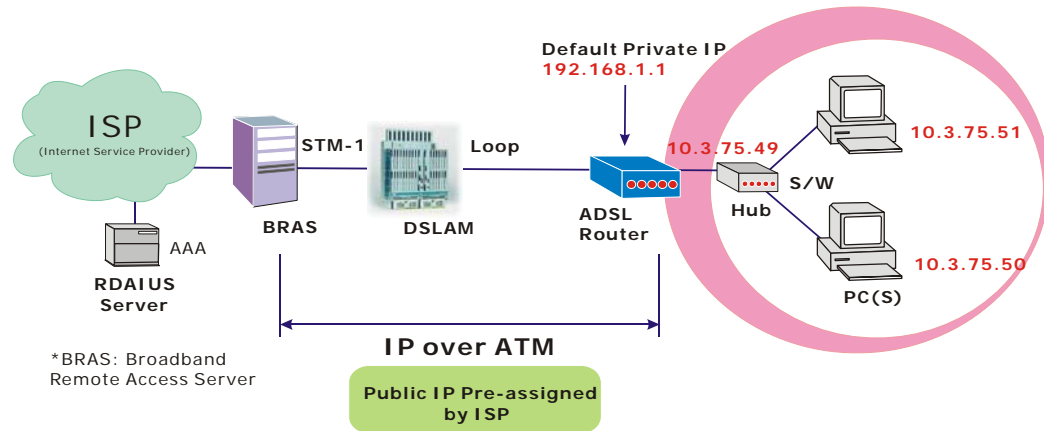 Default Private IP
192.168.1.1
ISP
(Internet Service Provider)
STM-1
Loop
10.3.75.49
10.3.75.51
S/W
Hub
BRAS
DSLAM
ADSL
Router
AAA
RDAIUS
Server
10.3.75.50
PC(S)
IP over ATM
*BRAS: Broadband
Remote Access Server
Public IP Pre-assigned
by ISP